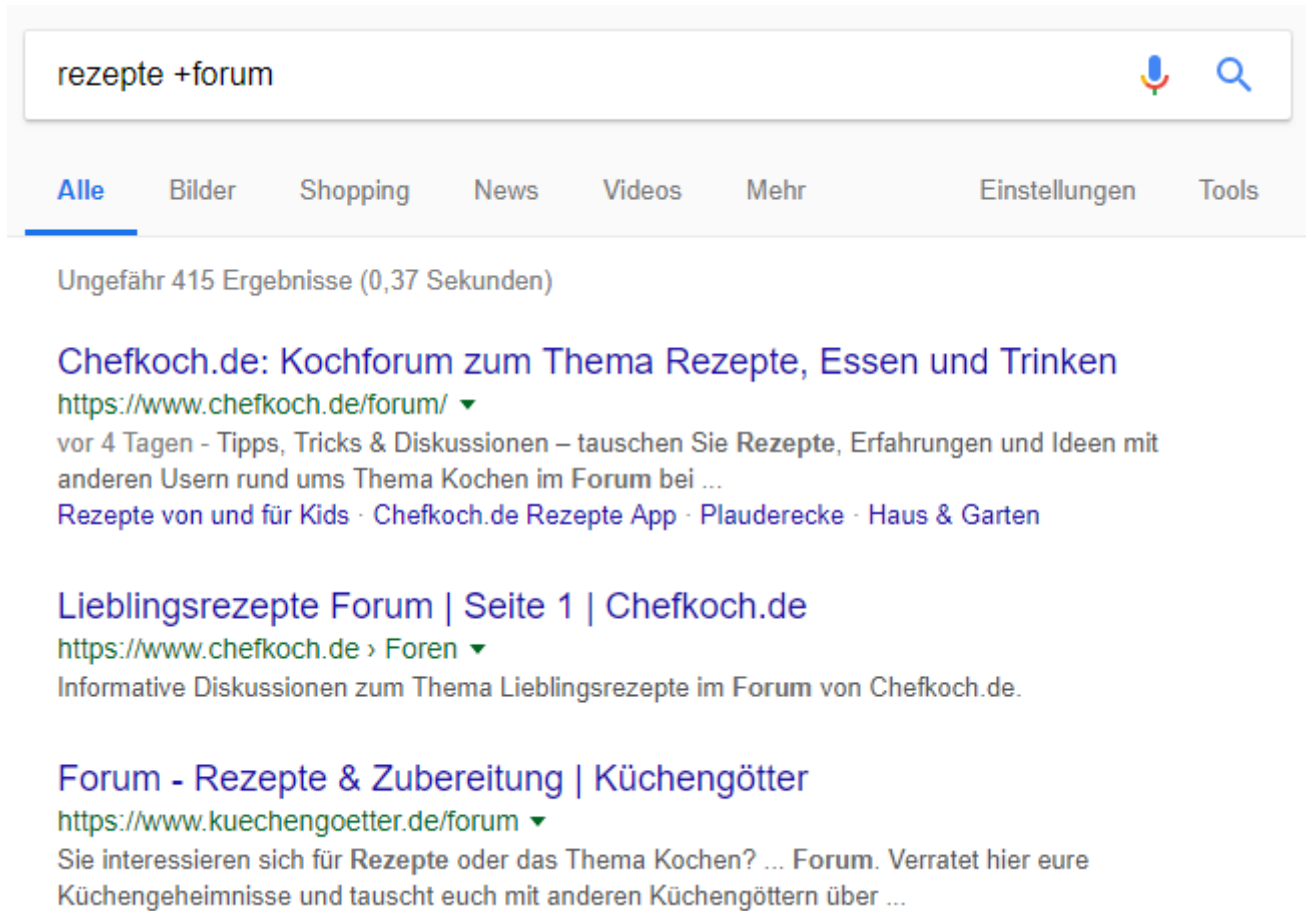 rezepte +forum
Alle Bilder Shopping News Videos Mehr Einstellungen Tools
Ungefähr 415 Ergebnisse (0,37 Sekunden)
Chefkoch.de: Kochforum zum Thema Rezepte, Essen und Trinken
https://www.chefkoch.de/forum/
vor 4 Tagen - Tipps, Tricks & Diskussionen – tauschen Sie Rezepte, Erfahrungen und Ideen mit
anderen Usern rund ums Thema Kochen im Forum bei ...
Rezepte von und für Kids · Chefkoch.de Rezepte App · Plauderecke · Haus & Garten
Lieblingsrezepte Forum | Seite 1 | Chefkoch.de
https://www.chefkoch.de › Foren
Informative Diskussionen zum Thema Lieblingsrezepte im Forum von Chefkoch.de.
Forum - Rezepte & Zubereitung | Küchengötter
https://www.kuechengoetter.de/forum
Sie interessieren sich für Rezepte oder das Thema Kochen? ... Forum. Verratet hier eure
Küchengeheimnisse und tauscht euch mit anderen Küchengöttern über ...